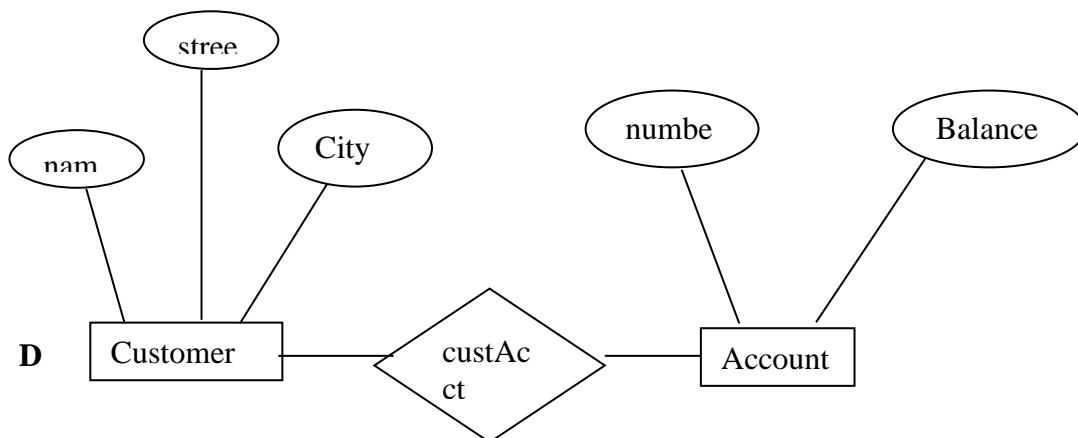 stree
numbe
Balance
City
nam
D
Customer
custAc
ct
Account